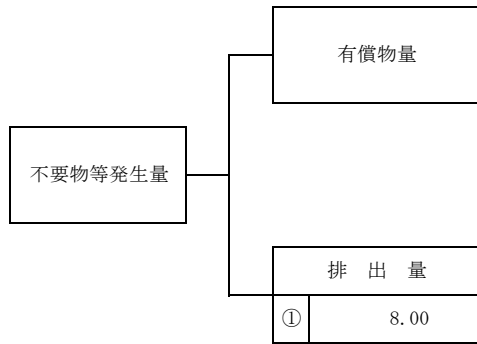 有償物量
不要物等発生量
排 出 量
① 8.00